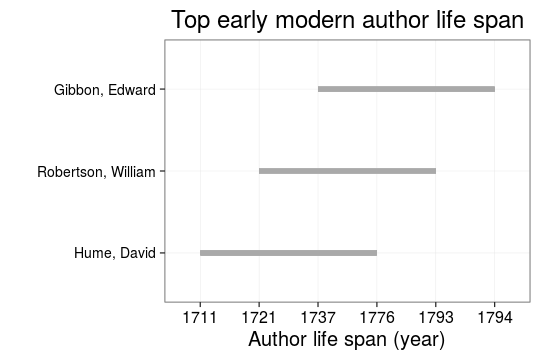 Top early modern author life span
Gibbon, Edward
Robertson, William
Hume, David
1711 1721 1737 1776 1793 1794
Author life span (year)